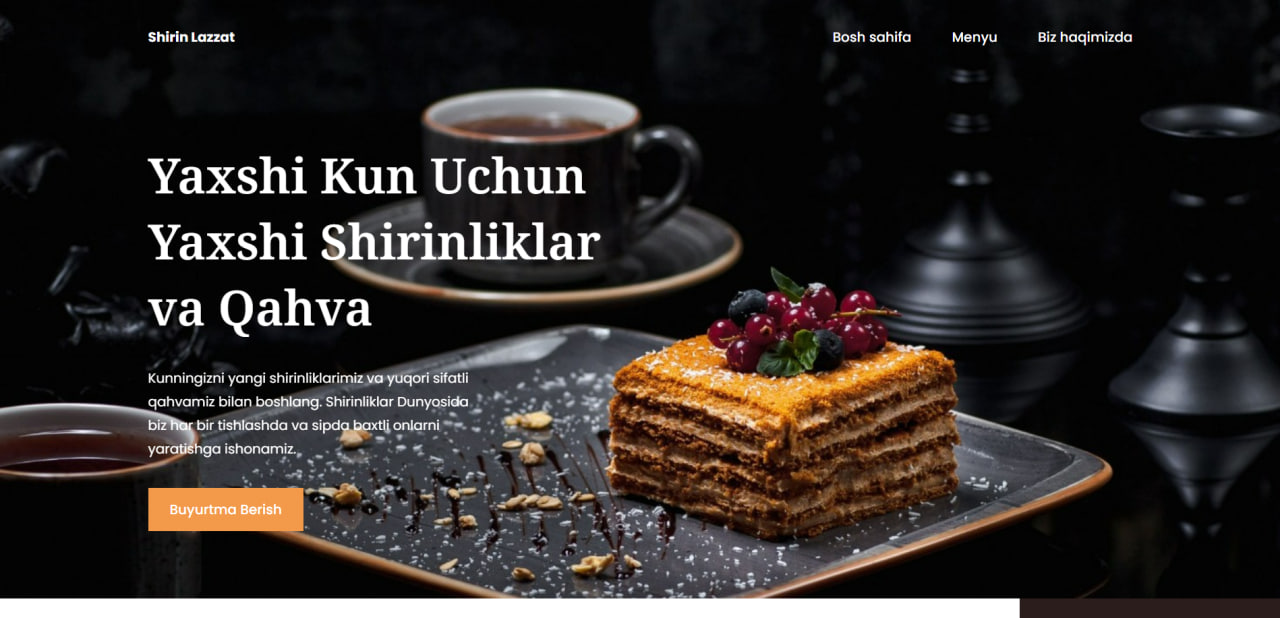 Shirin Lazzat
Bosh sahifa
Menyu
Biz haqimizda
Yaxshi Kun Uchun
Yaxshi Shirinliklar
va Qahva
Kunningizni yangi shirinliklarimiz va yuqori sifatli
qahvamiz bilan boshlang. Shirinliklar Dunyosida
biz har bir tishlashda va sipda baxtli onlarni
yaratishga ishonamiz.
Buyurtma Berish